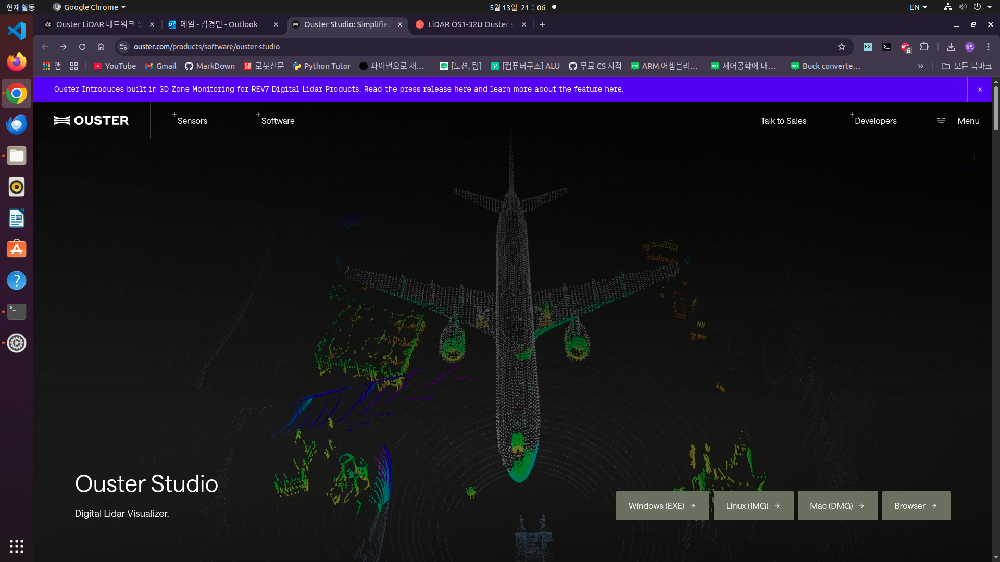 현재 활동
Google Chrome
5월 13일 21 : 06
EN
Ouster LiDAR 네트워크
메일 - 김경민 - Outlook
Ouster Studio: Simplified
LiDAR OS1-32U Ouster
ouster.com/products/software/ouster-studio
EX
6
경민
앱
YouTube
Gmail
MarkDown
로봇신문
Python Tutor
파이썬으로 재…
[노션, 팁]
[컴퓨터구조] ALU
무료 CS 서적
ARM 어셈블리…
제어공학에 대…
Buck converte…
모든 북마크
Ouster Introduces built in 3D Zone Monitoring for REV7 Digital Lidar Products. Read the press release here and learn more about the feature here.
OUSTER
Sensors
Software
Talk to Sales
Developers
Menu
Ouster Studio
Digital Lidar Visualizer.
Windows (EXE)
Linux (IMG)
Mac (DMG)
Browser